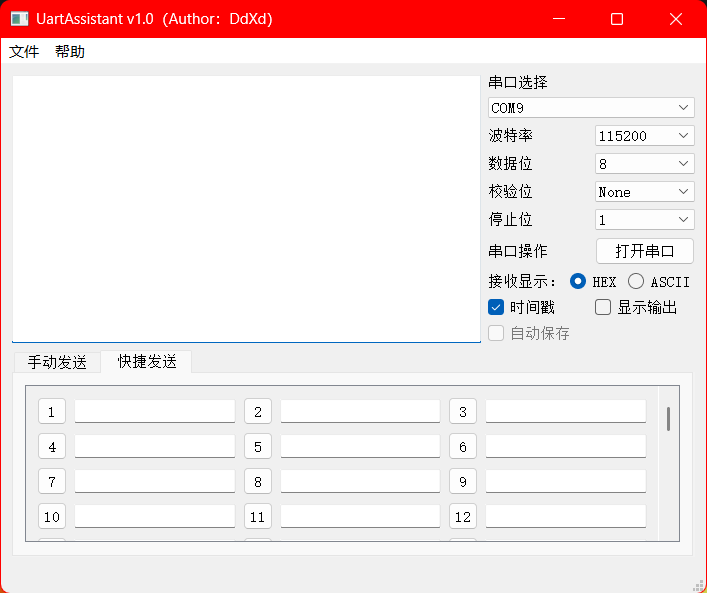 UartAssistant v1.0（Author：DdXd）
文件 帮助
串口选择
COM9
波特率 115200
数据位 8
校验位 None
停止位 1
串口操作 打开串口
接收显示： HEX ASCII
时间戳 显示输出
自动保存
手动发送 快捷发送
1 2 3
4 5 6
7 8 9
10 11 12